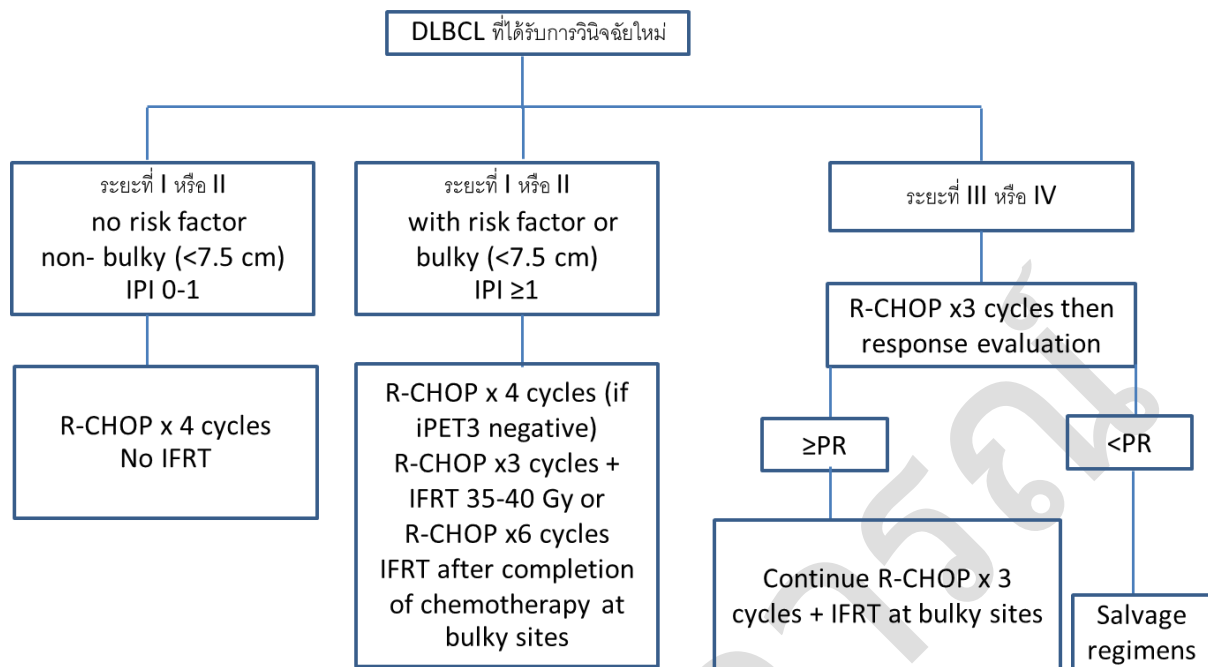 DLBCL ที่ได้รับการวินิจฉัยใหม่
ระยะที่ I หรือ II
no risk factor
non- bulky (<7.5 cm)
IPI 0-1
R-CHOP x 4 cycles
No IFRT
ระยะที่ I หรือ II
with risk factor or
bulky (<7.5 cm)
IPI ≥1
R-CHOP x 4 cycles (if
iPET3 negative)
R-CHOP x3 cycles +
IFRT 35-40 Gy or
R-CHOP x6 cycles
IFRT after completion
of chemotherapy at
bulky sites
ระยะที่ III หรือ IV
R-CHOP x3 cycles then
response evaluation
≥PR
<PR
Continue R-CHOP x 3
cycles + IFRT at bulky sites
Salvage
regimens